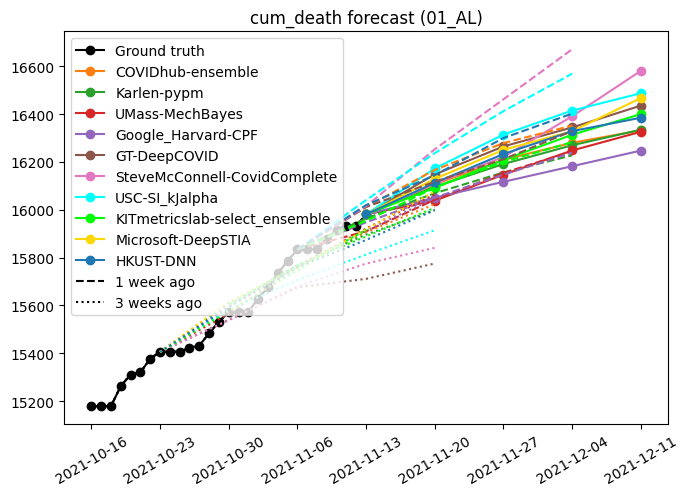 cum_death forecast (01_AL)
16600
16400
16200
16000
15800
15600
15400
15200
Ground truth
COVIDhub-ensemble
Karlen-pypm
UMass-MechBayes
Google_Harvard-CPF
GT-DeepCOVID
SteveMcConnell-CovidComplete
USC-SI_kJalpha
KITmetricslab-select_ensemble
Microsoft-DeepSTIA
HKUST-DNN
1 week ago
3 weeks ago
2021-10-16
2021-10-23
2021-10-30
2021-11-06
2021-11-13
2021-11-20
2021-11-27
2021-12-04
2021-12-11